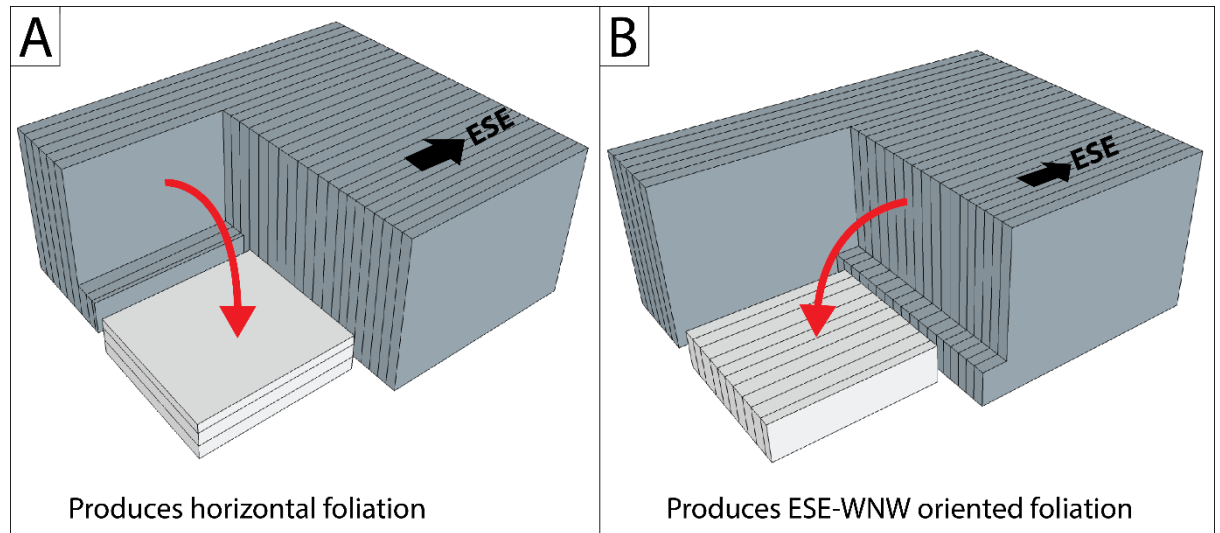 A
ESE
Produces horizontal foliation
B
ESE
Produces ESE-WNW oriented foliation